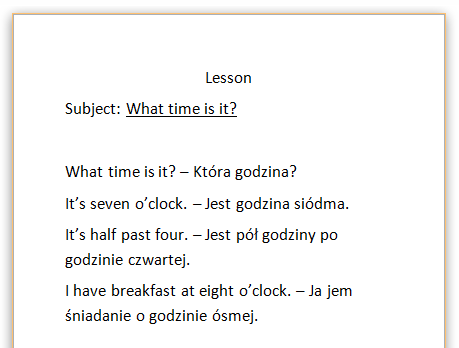 Lesson
Subject: What time is it?
What time is it? – Która godzina?
It's seven o'clock. – Jest godzina siódma.
It's half past four. – Jest pół godziny po
godzinie czwartej.
I have breakfast at eight o'clock. – Ja jem
śniadanie o godzinie ósmej.